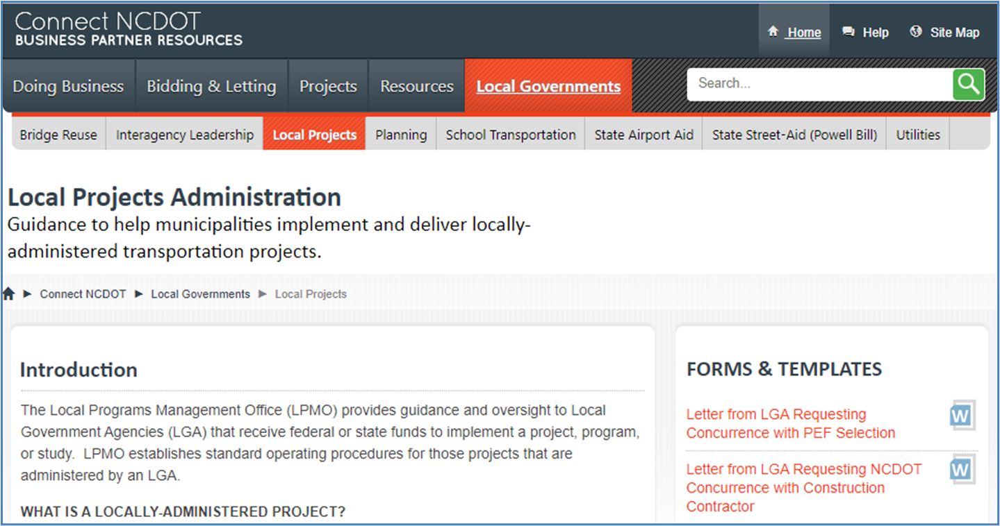 Connect NCDOT
BUSINESS PARTNER RESOURCES
Home Help Site Map
Doing Business Bidding & Letting Projects Resources Local Governments Search...
Bridge Reuse Interagency Leadership Local Projects Planning School Transportation State Airport Aid State Street-Aid (Powell Bill) Utilities
Local Projects Administration
Guidance to help municipalities implement and deliver locally-
administered transportation projects.
Connect NCDOT Local Governments Local Projects
Introduction
The Local Programs Management Office (LPMO) provides guidance and oversight to Local
Government Agencies (LGA) that receive federal or state funds to implement a project, program,
or study. LPMO establishes standard operating procedures for those projects that are
administered by an LGA.
WHAT IS A LOCALLY-ADMINISTERED PROJECT?
FORMS & TEMPLATES
Letter from LGA Requesting
Concurrence with PEF Selection
W
Letter from LGA Requesting NCDOT
Concurrence with Construction
Contractor
W